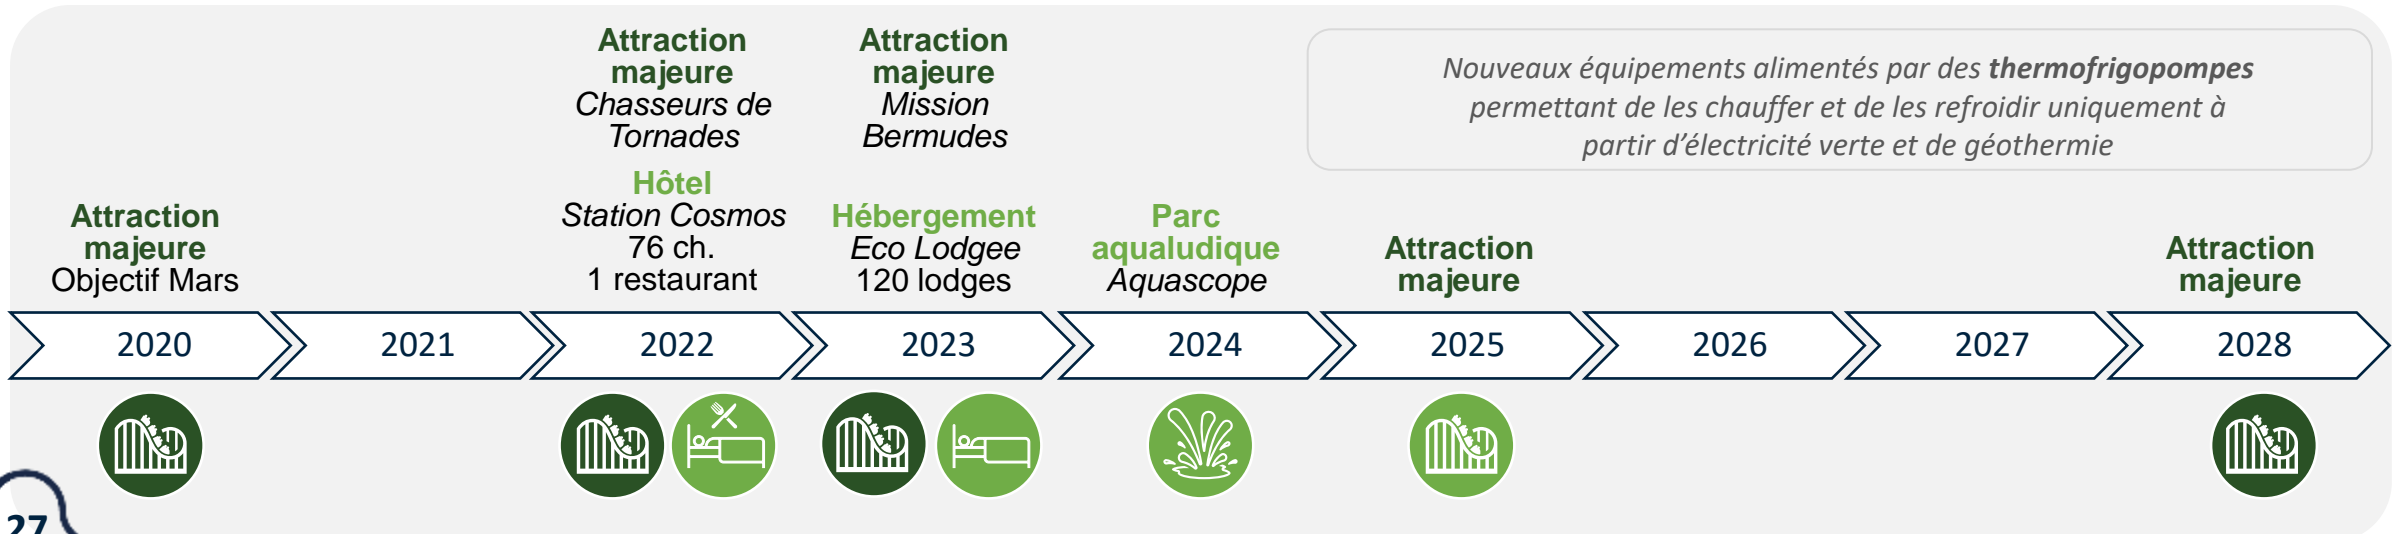 Attraction
majeure
Objectif Mars
Attraction
majeure
Chasseurs de
Tornades
Hôtel
Station Cosmos
76 ch.
1 restaurant
Attraction
majeure
Mission
Bermudes
Hébergement
Eco Lodgee
120 lodges
Parc
aqualudique
Aquascope
Attraction
majeure
Attraction
majeure
Nouveaux équipements alimentés par des thermofrigopompes
permettant de les chauffer et de les refroidir uniquement à
partir d’électricité verte et de géothermie
2020
2021
2022
2023
2024
2025
2026
2027
2028
27